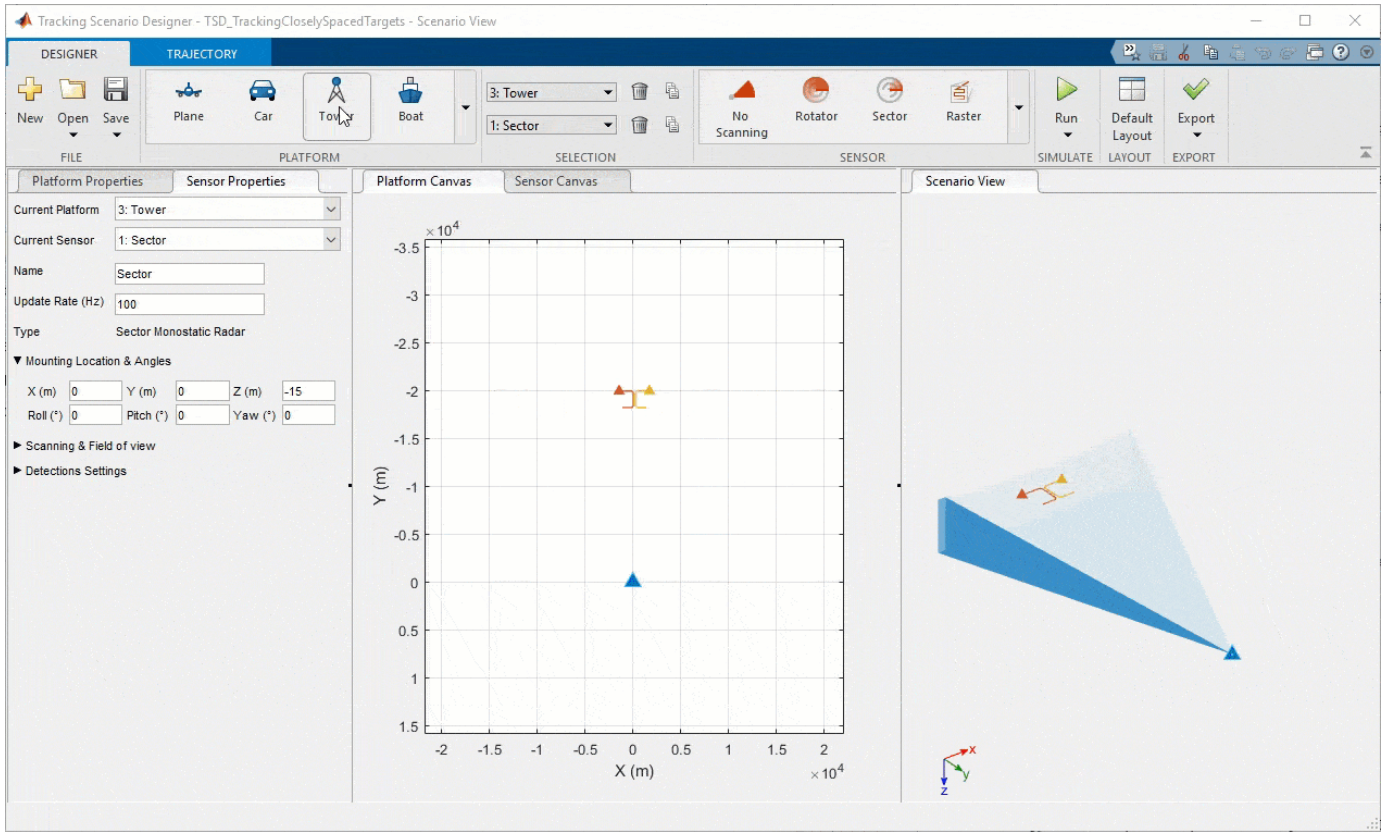 Tracking Scenario Designer - TSD_TrackingCloselySpacedTargets - Scenario View
DESIGNER TRAJECTORY
New Open Save
FILE
Plane Car Tower Boat
PLATFORM
3: Tower
1: Sector
SELECTION
No Scanning Rotator Sector Raster
SENSOR
Run
SIMULATE
Default Layout
LAYOUT
Export
EXPORT
Platform Properties Sensor Properties
Current Platform 3: Tower
Current Sensor 1: Sector
Name Sector
Update Rate (Hz) 100
Type Sector Monostatic Radar
▼ Mounting Location & Angles
X (m) 0 Y (m) 0 Z (m) -15
Roll (°) 0 Pitch (°) 0 Yaw (°) 0
► Scanning & Field of view
► Detections Settings
Platform Canvas Sensor Canvas
×10⁴
-3.5
-3
-2.5
-2
-1.5
-1
-0.5
0
0.5
1
1.5
Y (m)
-2 -1.5 -1 -0.5 0 0.5 1 1.5 2
X (m) ×10⁴
Scenario View
x
y
z